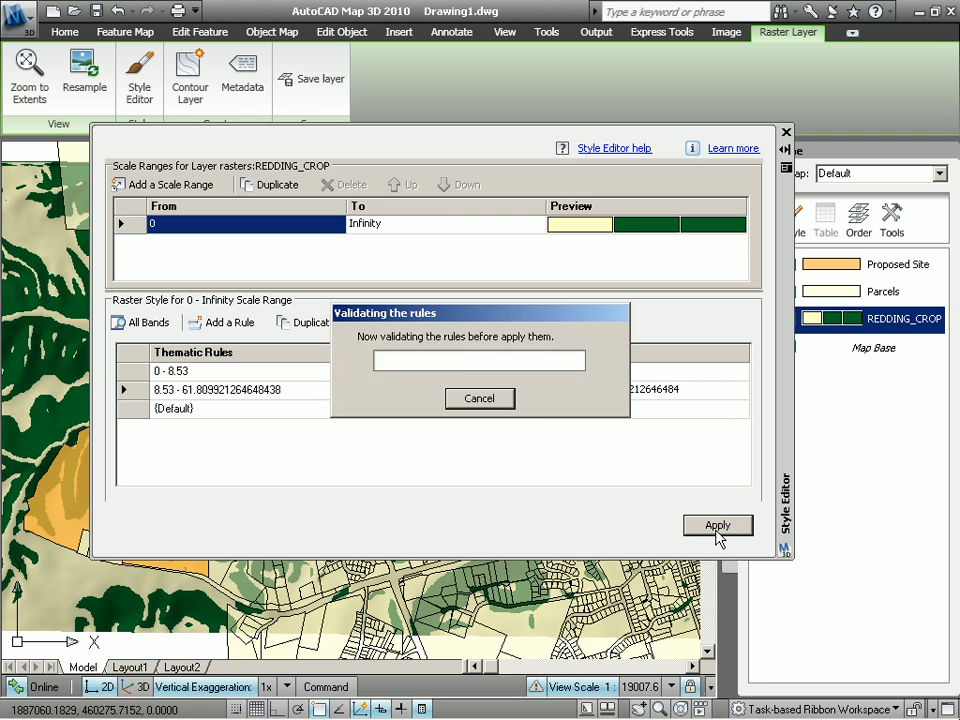 AutoCAD Map 3D 2010 Drawing1.dwg
Type a keyword or phrase
3D
Home Feature Map Edit Feature Object Map Edit Object Insert Annotate View Tools Output Express Tools Image Raster Layer
Zoom to Extents
Resample
Style Editor
Contour Layer
Metadata
Save layer
View
Style Editor help
Learn more
Scale Ranges for Layer rasters:REDDING_CROP
Add a Scale Range Duplicate Delete Up Down
From To Preview
0 Infinity
Raster Style for 0 - Infinity Scale Range
All Bands Add a Rule Duplicat
Thematic Rules
0 - 8.53
8.53 - 61.809921264648438
212646484
{Default}
Validating the rules
Now validating the rules before apply them.
Cancel
Apply
Style Editor
ap: Default
yle Table Order Tools
Proposed Site
Parcels
REDDING_CROP
Map Base
X
Model Layout1 Layout2
Online 2D 3D Vertical Exaggeration: 1x Command View Scale 1 : 19007.6
1887060.1829, 460275.7152, 0.0000
Task-based Ribbon Workspace